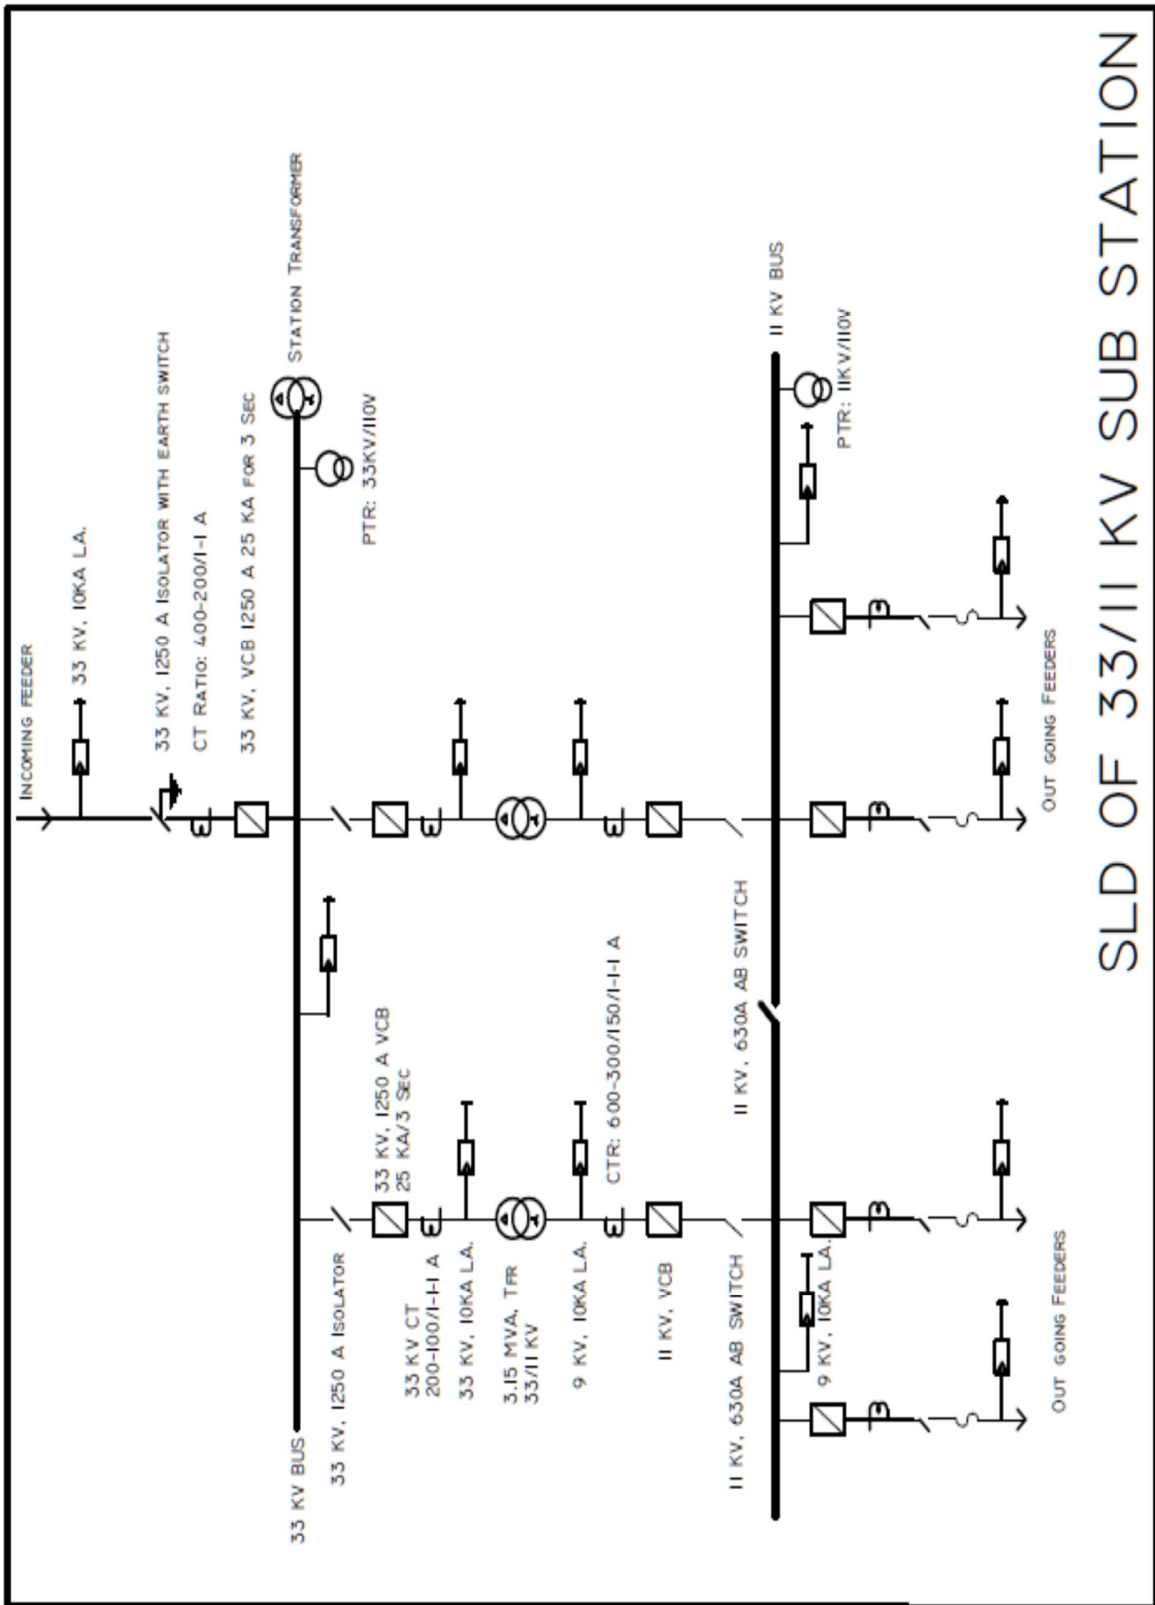 INCOMING FEEDER
33 KV, 10KA LA.
33 KV, 1250 A ISOLATOR WITH EARTH SWITCH
CT RATIO: 400-200/1-1 A
33 KV, VCB 1250 A 25 KA FOR 3 SEC
33 KV BUS
STATION TRANSFORMER
PTR: 33KV/110V
33 KV, 1250 A ISOLATOR
33 KV, 1250 A VCB
25 KA/3 SEC
33 KV CT
200-100/1-1-1 A
33 KV, 10KA LA.
3.15 MVA, TFR
33/11 KV
9 KV, 10KA LA.
CTR: 600-300/150/1-1-1 A
11 KV, VCB
11 KV, 630A AB SWITCH
11 KV, 630A AB SWITCH
11 KV BUS
PTR: 11KV/110V
9 KV, 10KA LA.
OUT GOING FEEDERS
OUT GOING FEEDERS
SLD OF 33/11 KV SUB STATION